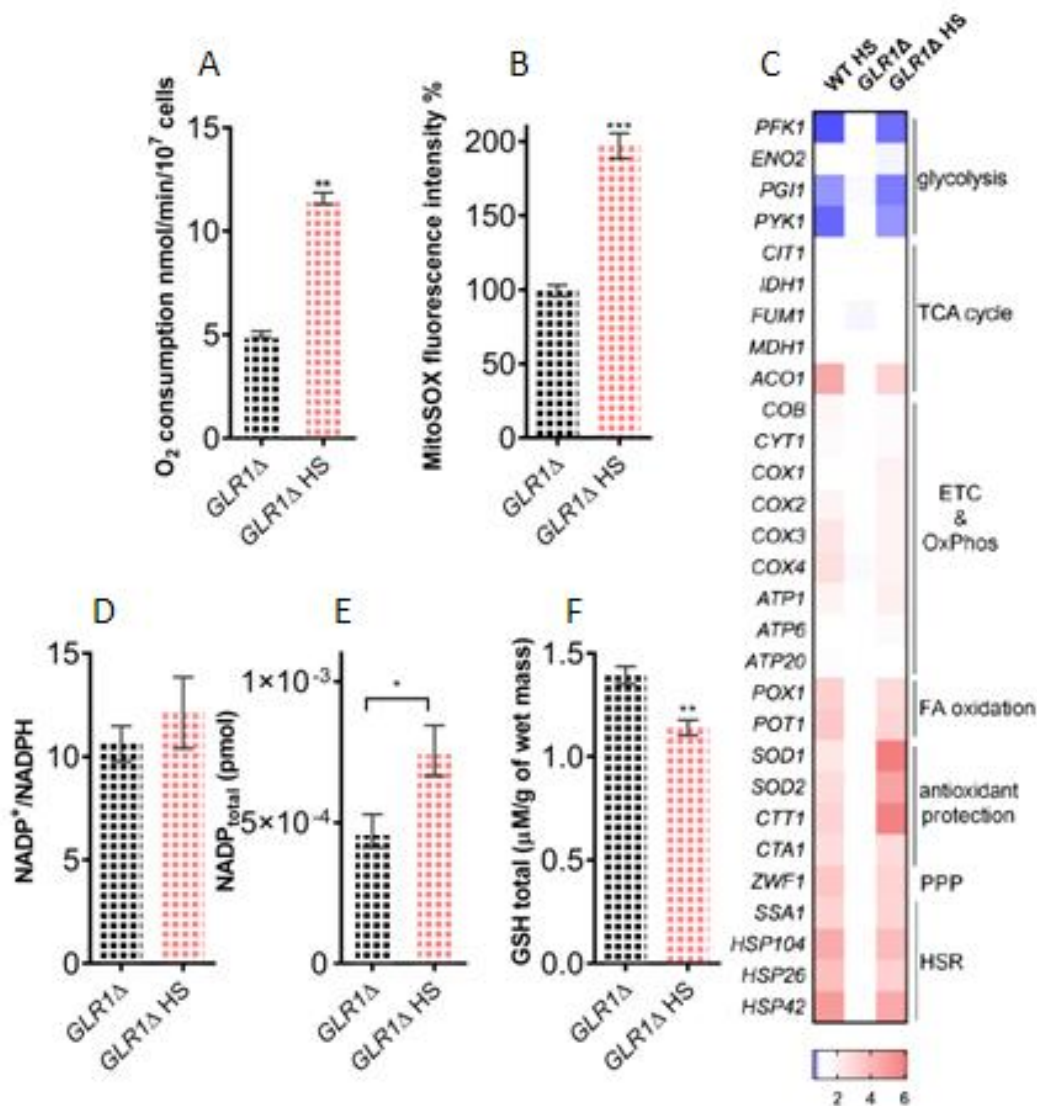 A
O₂ consumption nmol/min/10⁷ cells
15
10
5
0
GLR1Δ
GLR1Δ HS
**
B
MitoSOX fluorescence intensity %
200
150
100
50
0
GLR1Δ
GLR1Δ HS
***
C
WT HS
GLR1Δ
GLR1Δ HS
PFK1
ENO2
PGI1
PYK1
glycolysis
CIT1
IDH1
FUM1
MDH1
ACO1
TCA cycle
COB
CYT1
COX1
COX2
COX3
COX4
ATP1
ATP6
ATP20
ETC
&
OxPhos
POX1
POT1
FA oxidation
SOD1
SOD2
CTT1
CTA1
antioxidant
protection
ZWF1
PPP
SSA1
HSP104
HSP26
HSP42
HSR
2 4 6
D
NADP⁺/NADPH
15
10
5
0
GLR1Δ
GLR1Δ HS
E
NADPtotal (pmol)
1×10⁻³
5×10⁻⁴
0
*
GLR1Δ
GLR1Δ HS
F
GSH total (μM/g of wet mass)
1.5
1.0
0.5
0.0
**
GLR1Δ
GLR1Δ HS